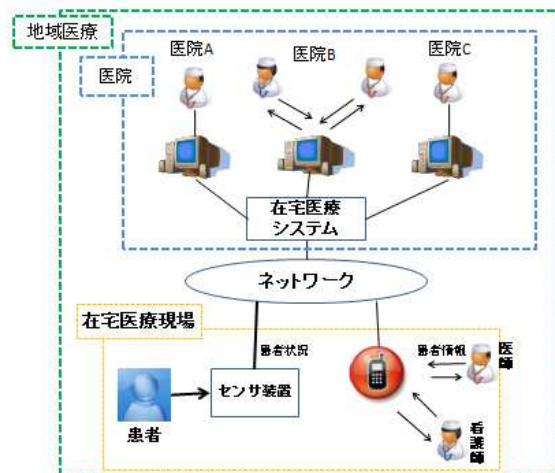 地域医療
医院
医院A
医院B
医院C
在宅医療
システム
ネットワーク
在宅医療現場
患者状況
患者情報
医師
センサ装置
患者
看護師